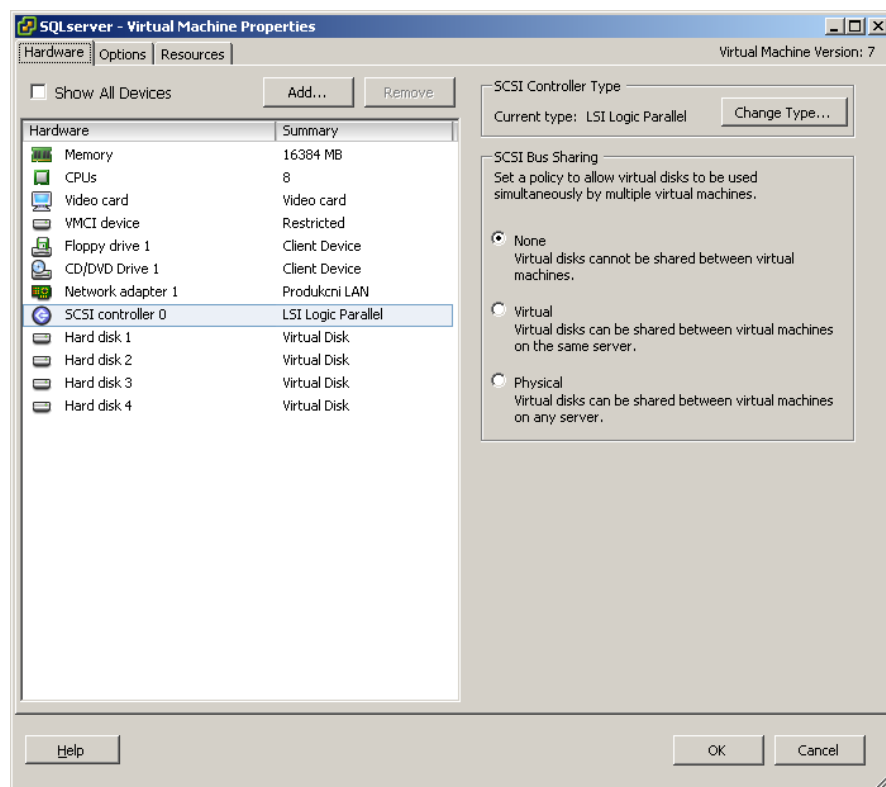 SQLserver - Virtual Machine Properties
Hardware Options Resources
Virtual Machine Version: 7
Show All Devices
Add...
Remove
Hardware Summary
Memory 16384 MB
CPUs 8
Video card Video card
VMCI device Restricted
Floppy drive 1 Client Device
CD/DVD Drive 1 Client Device
Network adapter 1 Produkcni LAN
SCSI controller 0 LSI Logic Parallel
Hard disk 1 Virtual Disk
Hard disk 2 Virtual Disk
Hard disk 3 Virtual Disk
Hard disk 4 Virtual Disk
SCSI Controller Type
Current type: LSI Logic Parallel
Change Type...
SCSI Bus Sharing
Set a policy to allow virtual disks to be used
simultaneously by multiple virtual machines.
None
Virtual disks cannot be shared between virtual
machines.
Virtual
Virtual disks can be shared between virtual machines
on the same server.
Physical
Virtual disks can be shared between virtual machines
on any server.
Help
OK
Cancel